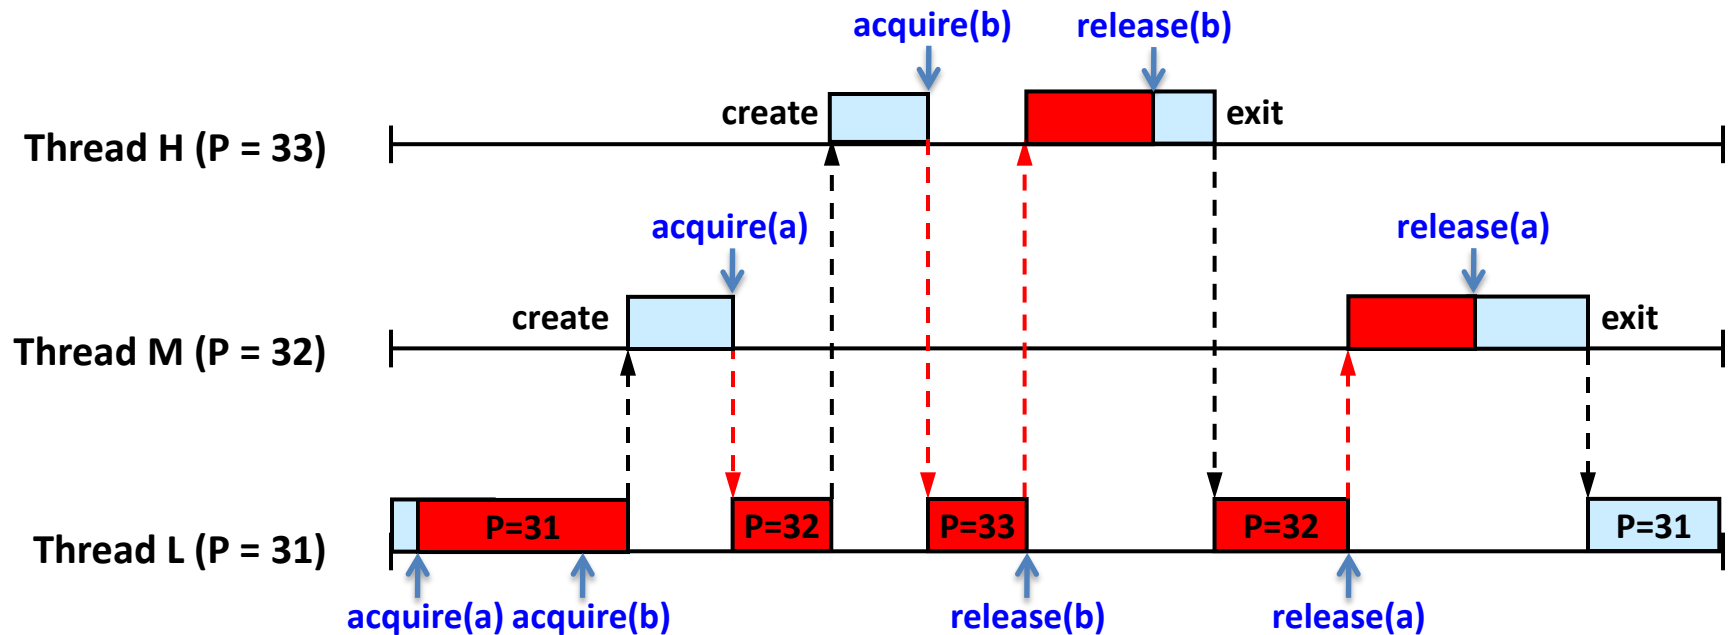 acquire(b) release(b)
create exit
Thread H (P = 33)
acquire(a) release(a)
create exit
Thread M (P = 32)
P=31 P=32 P=33 P=32 P=31
Thread L (P = 31)
acquire(a) acquire(b) release(b) release(a)